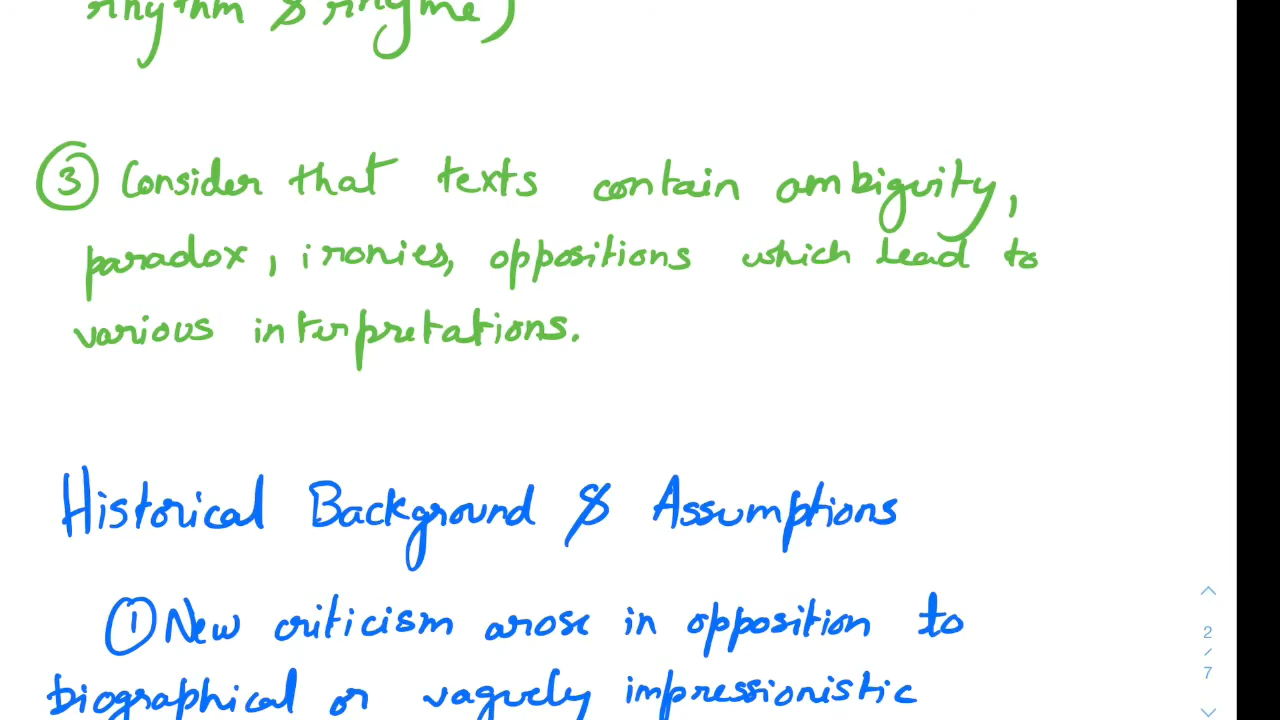 rhythm & rhyme)
③ Consider that texts contain ambiguity,
paradox, ironies, oppositions which lead to
various interpretations.
Historical Background & Assumptions
① New criticism arose in opposition to
biographical or vaguely impressionistic
2
/
7